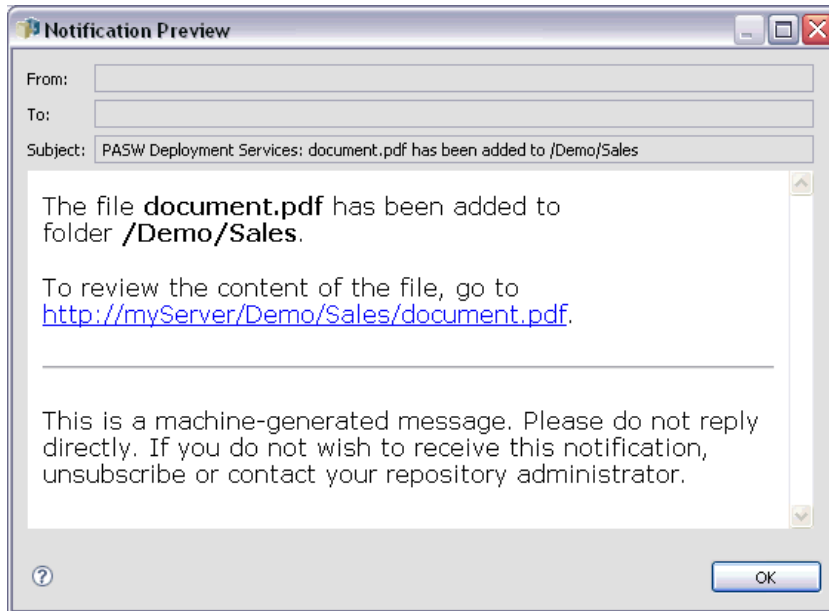 Notification Preview
From:
To:
Subject: PASW Deployment Services: document.pdf has been added to /Demo/Sales
The file document.pdf has been added to
folder /Demo/Sales.
To review the content of the file, go to
http://myServer/Demo/Sales/document.pdf.
This is a machine-generated message. Please do not reply
directly. If you do not wish to receive this notification,
unsubscribe or contact your repository administrator.
?
OK